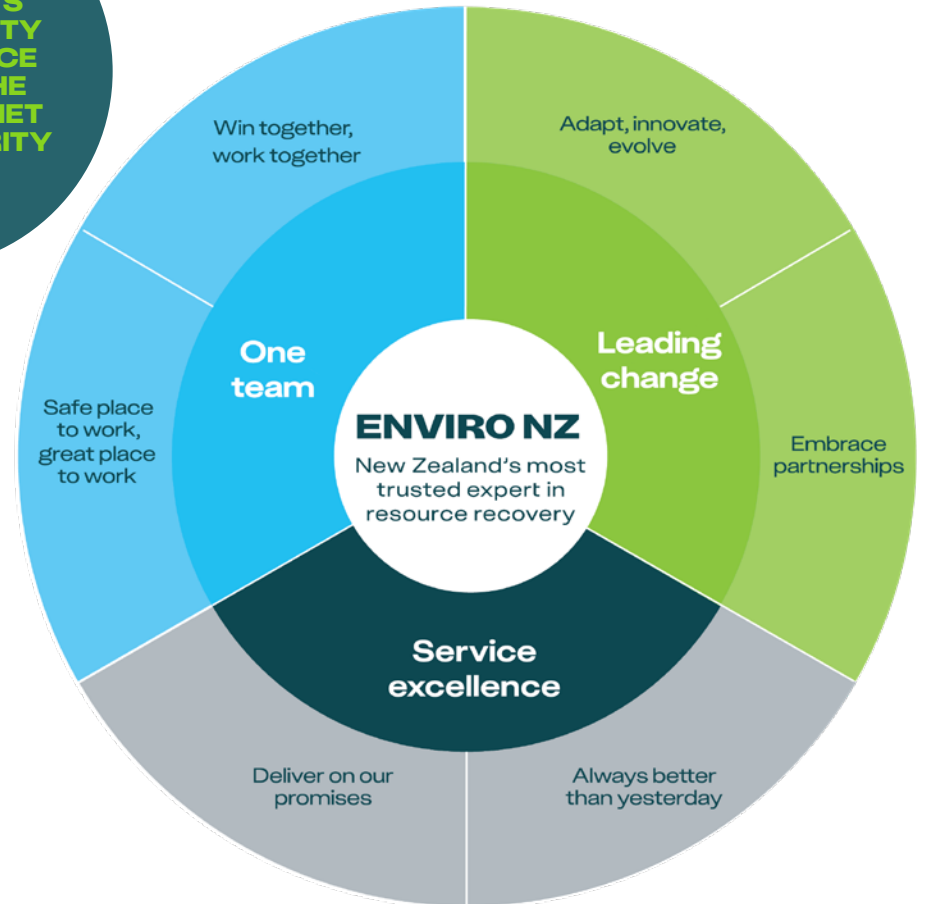 Win together,
work together
Adapt, innovate,
evolve
One
team
Leading
change
Safe place
to work,
great place
to work
ENVIRO NZ
New Zealand's most
trusted expert in
resource recovery
Embrace
partnerships
Service
excellence
Deliver on our
promises
Always better
than yesterday